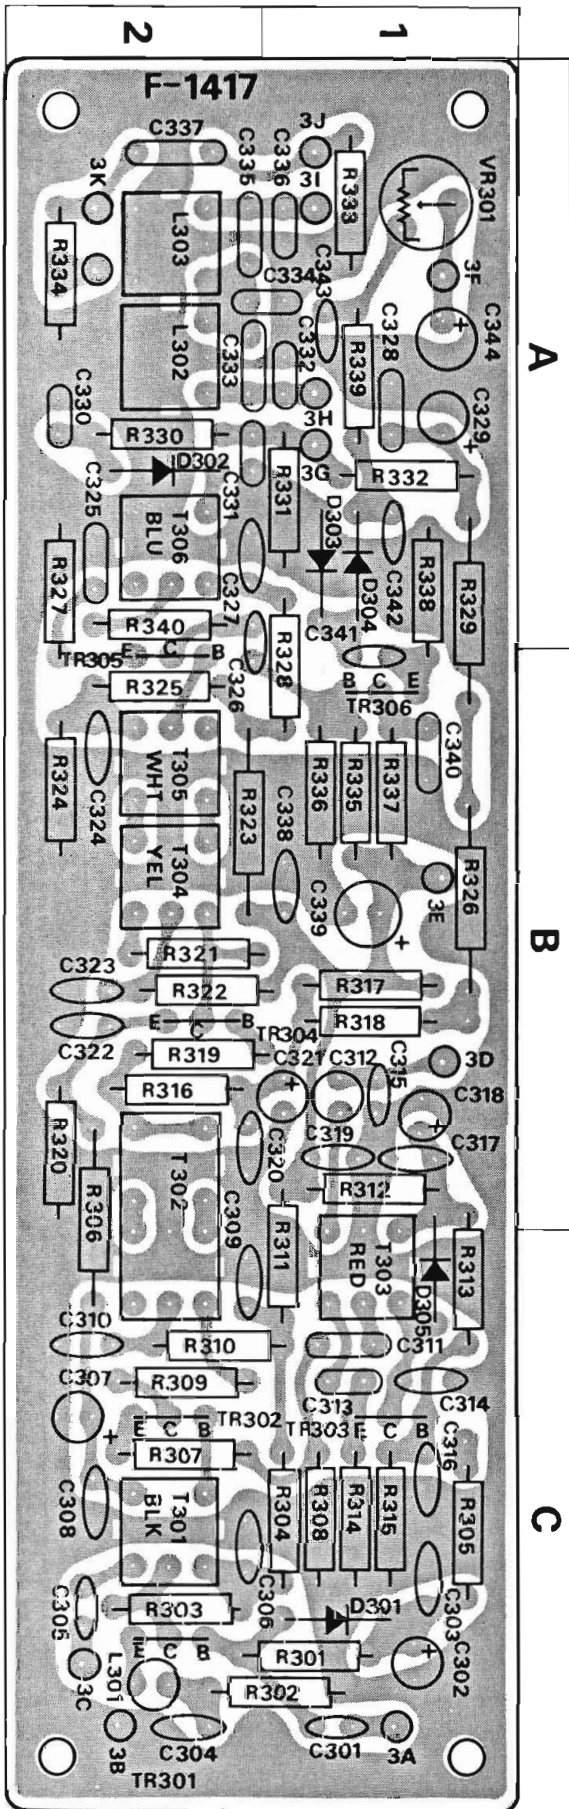 2 1
F-1417
C337
3J
C335
C336
3K
3I
R333
VR301
L303
R334
3F
C334
C343
C344
L302
C333
C332
R339
C328
A
C330
C329
3H
R330
3G
R332
D302
C325
C331
R331
D303
T306
BLU
R327
C327
D304
C342
R338
R329
R340
C341
R328
E C B
TR305
C326
R325
B C E
TR306
R324
C324
T305
WHT
R323
C338
R336
R335
R337
C340
T304
YEL
C339
3E
R326
B
R321
C323
R322
R317
C322
E C B
TR304
R318
R319
C321
C312
C315
3D
R316
C318
R320
C320
C319
C317
T302
R306
R312
C309
R311
T303
RED
D305
R313
C310
R310
C311
C307
R309
C313
C314
E C B
TR302
TR303
E C B
C316
R307
C308
T301
BLK
R304
R308
R314
R315
R305
C
C306
C303
C305
R303
D301
E C B
R301
C302
3C
L301
R302
3B
C304
C301
3A
TR301